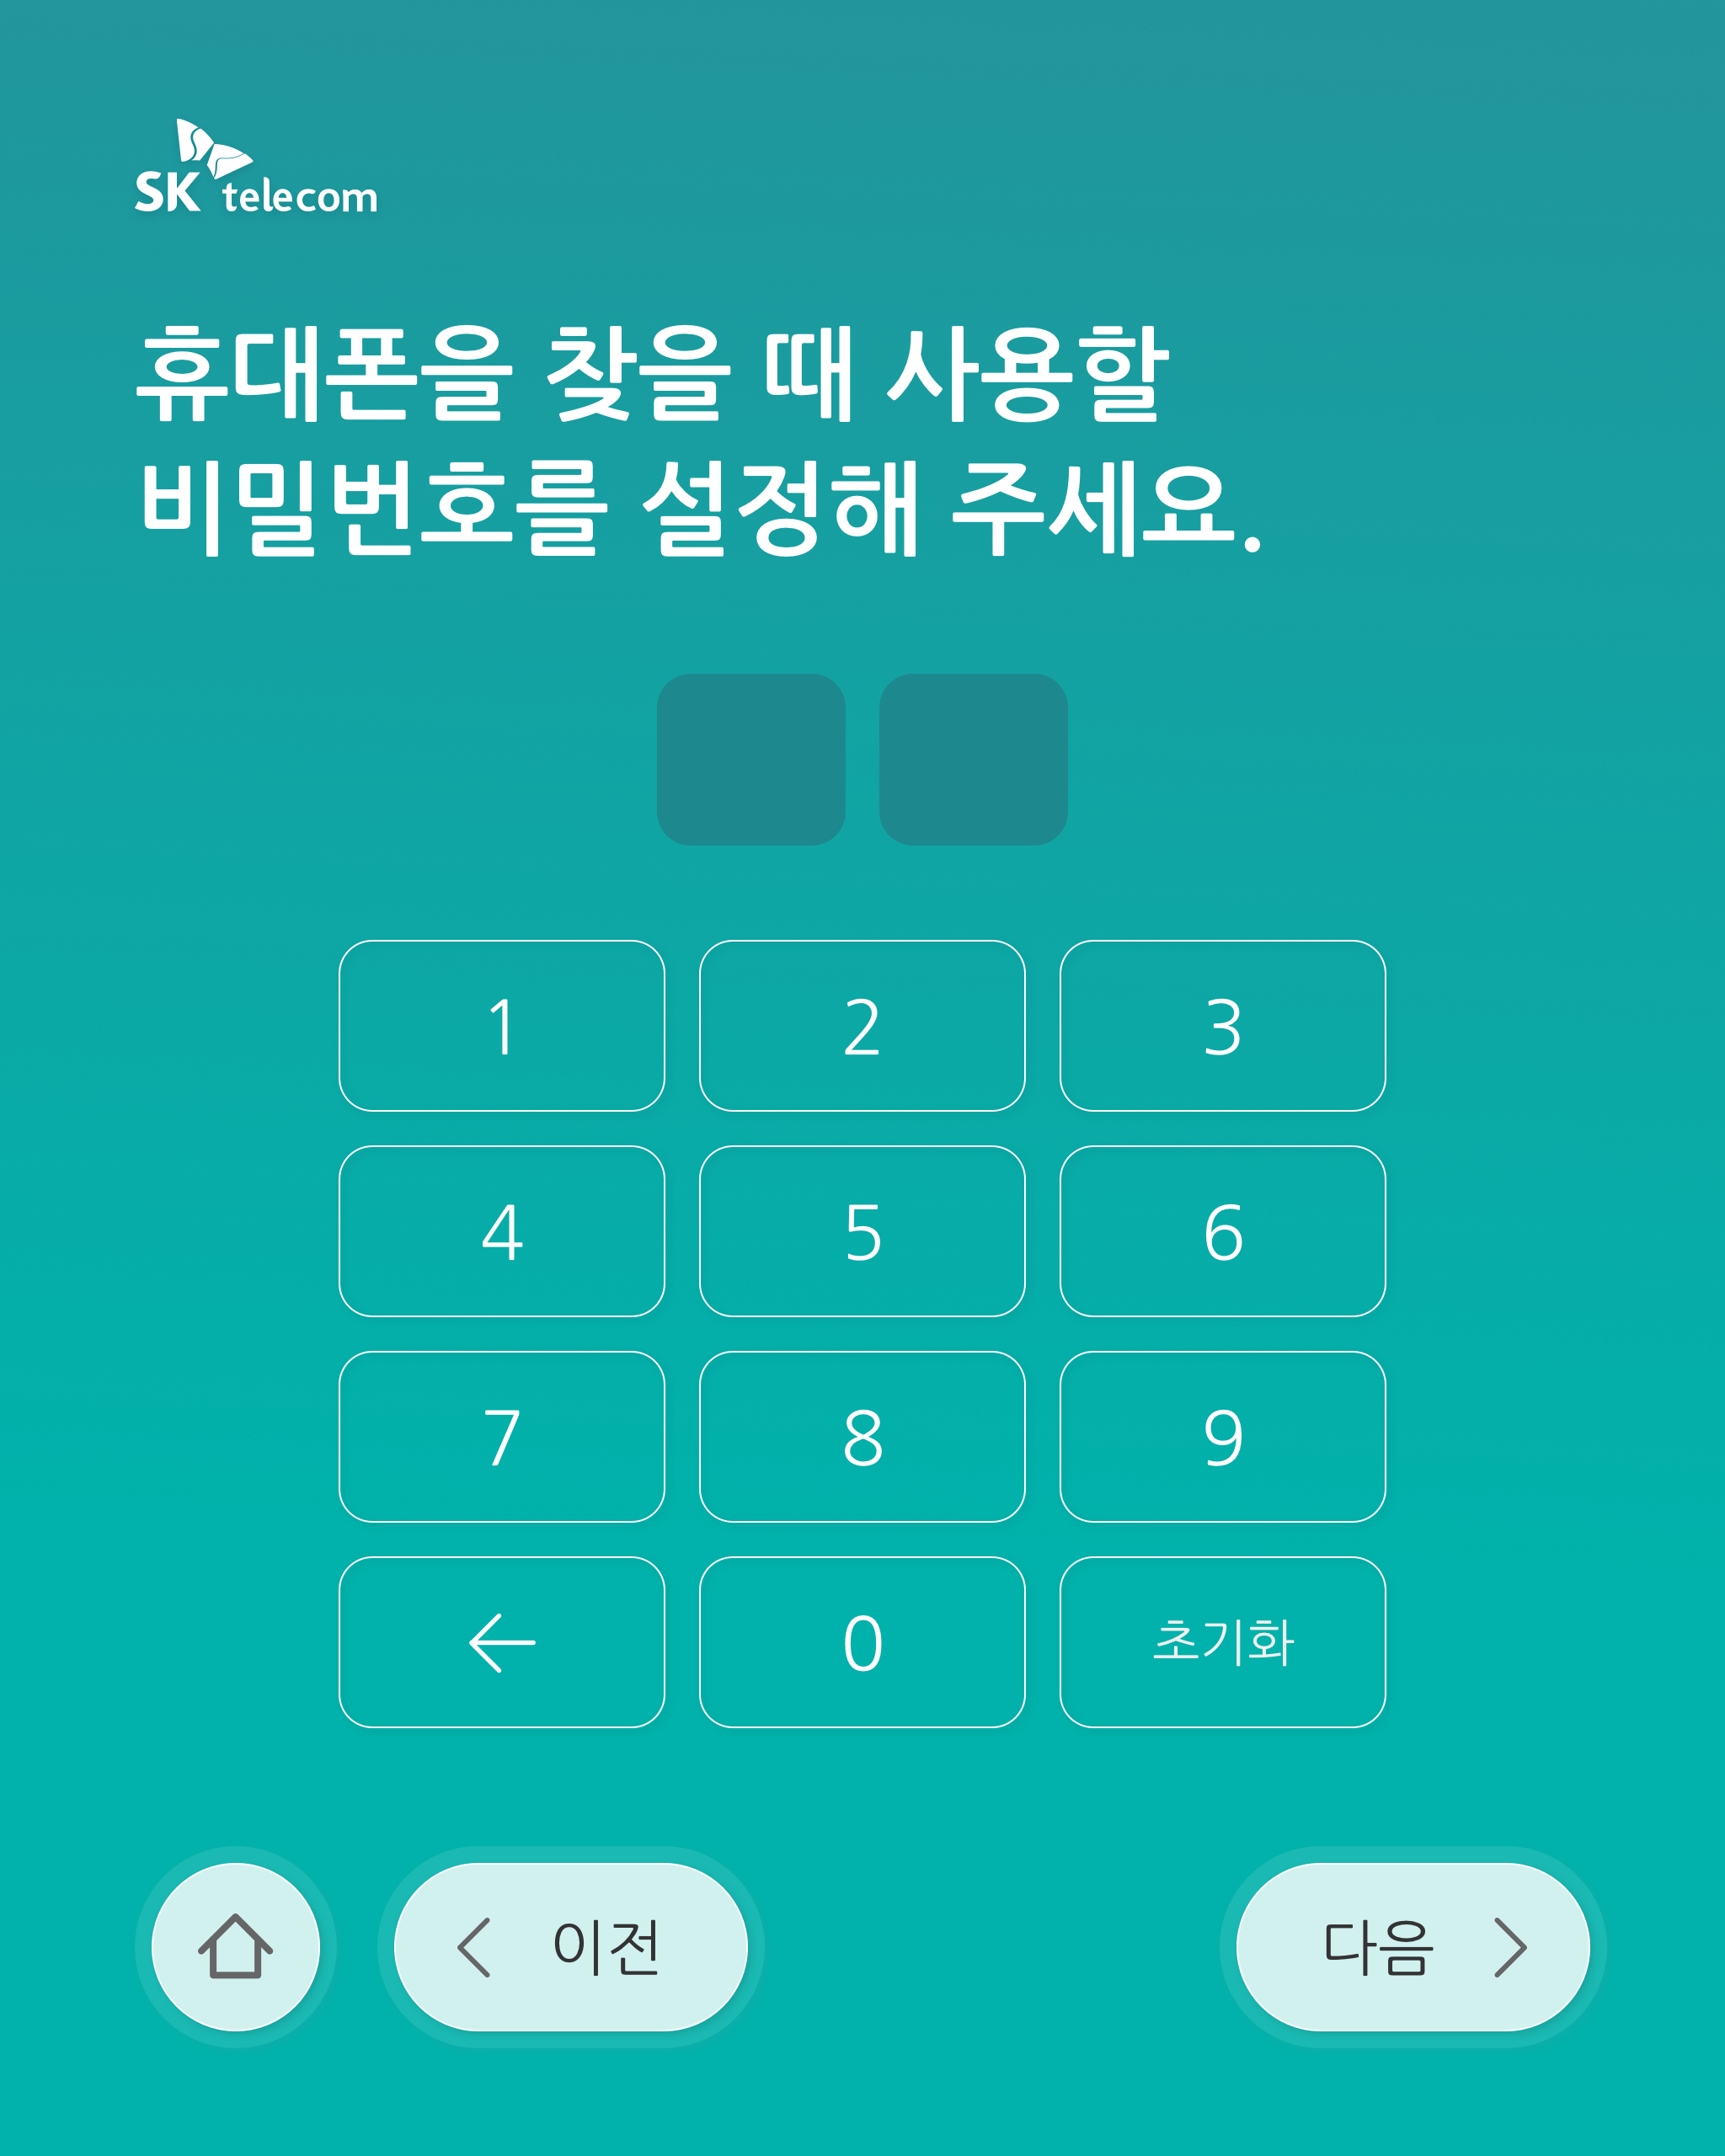 SK telecom
휴대폰을 찾을 때 사용할
비밀번호를 설정해 주세요.
1 2 3
4 5 6
7 8 9
0 초기화
이전 다음